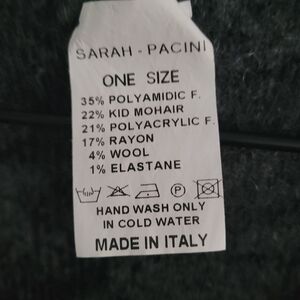 SARAH - PACINI
ONE SIZE
35% POLYAMIDIC F.
22% KID MOHAIR
21% POLYACRYLIC F.
17% RAYON
4% WOOL
1% ELASTANE
P
HAND WASH ONLY
IN COLD WATER
MADE IN ITALY